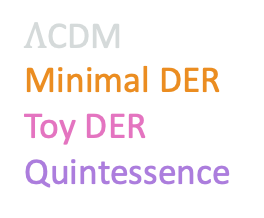 ΛCDM
Minimal DER
Toy DER
Quintessence